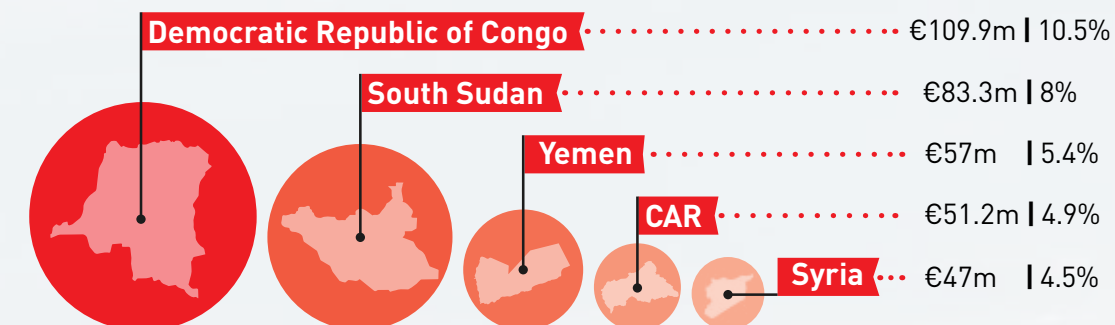 Democratic Republic of Congo €109.9m | 10.5%
South Sudan €83.3m | 8%
Yemen €57m | 5.4%
CAR €51.2m | 4.9%
Syria €47m | 4.5%